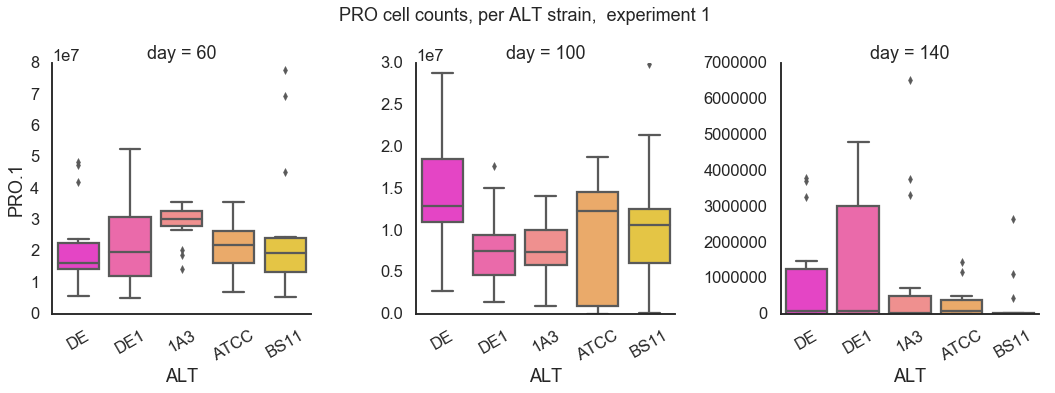 PRO cell counts, per ALT strain,  experiment 1
1e7
day = 60
PRO.1
8
7
6
5
4
3
2
1
0
DE
DE1
1A3
ATCC
BS11
ALT
1e7
day = 100
3.0
2.5
2.0
1.5
1.0
0.5
0.0
DE
DE1
1A3
ATCC
BS11
ALT
day = 140
7000000
6000000
5000000
4000000
3000000
2000000
1000000
0
DE
DE1
1A3
ATCC
BS11
ALT